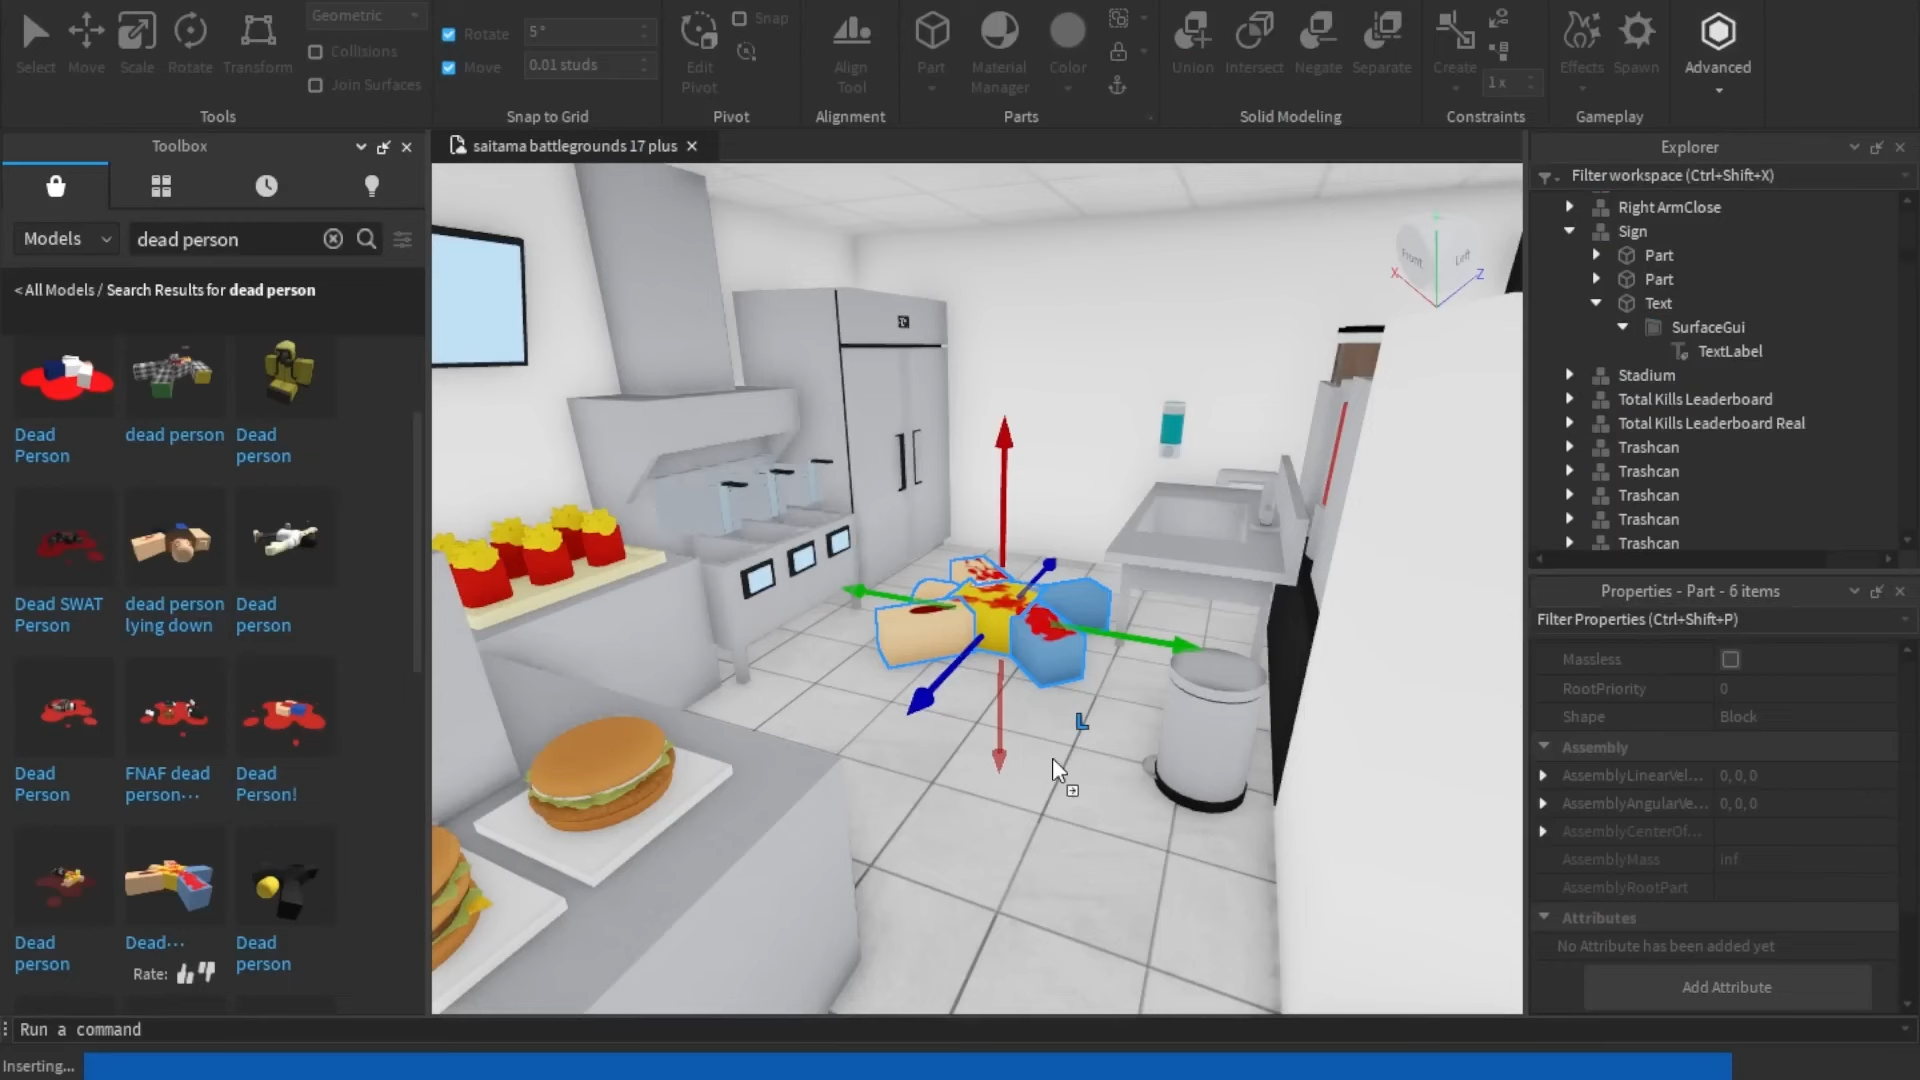 Select
Move
Scale
Rotate
Transform
Geometric
Collisions
Join Surfaces
Tools
Rotate
5 °
Move
0.01 studs
Snap to Grid
Edit
Pivot
Snap
Pivot
Align
Tool
Alignment
Part
Material
Manager
Color
Parts
Union
Intersect
Negate
Separate
Solid Modeling
Create
1 x
Constraints
Effects
Spawn
Gameplay
Advanced
Toolbox
Models
dead person
< All Models / Search Results for dead person
Dead
Person
dead person
Dead
person
Dead SWAT
Person
dead person
lying down
Dead
person
Dead
Person
FNAF dead
person...
Dead
Person!
Dead
person
Dead...
Rate:
Dead
person
saitama battlegrounds 17 plus
Front
Left
X
Z
L
Explorer
Filter workspace (Ctrl+Shift+X)
Right ArmClose
Sign
Part
Part
Text
SurfaceGui
TextLabel
Stadium
Total Kills Leaderboard
Total Kills Leaderboard Real
Trashcan
Trashcan
Trashcan
Trashcan
Trashcan
Properties - Part - 6 items
Filter Properties (Ctrl+Shift+P)
Massless
RootPriority
0
Shape
Block
Assembly
AssemblyLinearVel...
0, 0, 0
AssemblyAngularVe...
0, 0, 0
AssemblyCenterOf...
AssemblyMass
inf
AssemblyRootPart
Attributes
No Attribute has been added yet
Add Attribute
Run a command
Inserting...